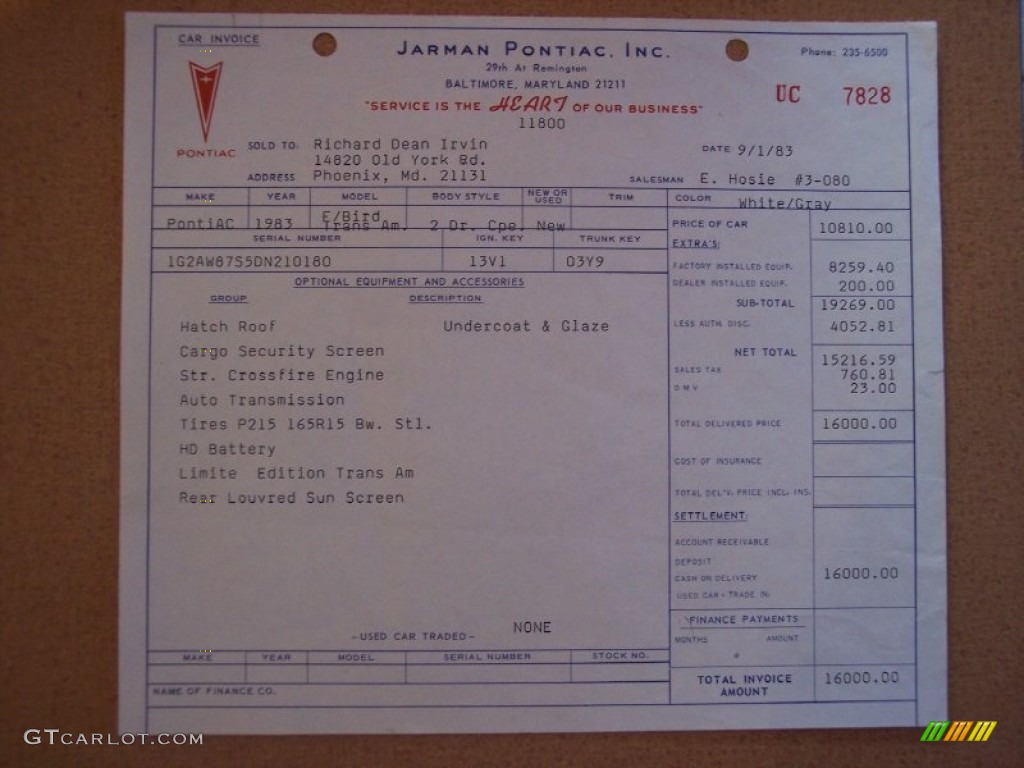 CAR INVOICE
JARMAN PONTIAC, INC.
Phone: 235-6500
29th At Remington
BALTIMORE, MARYLAND 21211
UC 7828
"SERVICE IS THE HEART OF OUR BUSINESS"
11800
PONTIAC
SOLD TO: Richard Dean Irvin
14820 Old York Rd.
DATE 9/1/83
ADDRESS Phoenix, Md. 21131
SALESMAN E. Hosie #3-080
MAKE YEAR MODEL BODY STYLE NEW OR USED TRIM COLOR White/Gray
PontiAC 1983 F/Bird Trans Am. 2 Dr. Cpe. New
PRICE OF CAR 10810.00
SERIAL NUMBER IGN. KEY TRUNK KEY
EXTRA'S:
1G2AW87S5DN210180 13V1 03Y9
FACTORY INSTALLED EQUIP. 8259.40
OPTIONAL EQUIPMENT AND ACCESSORIES
DEALER INSTALLED EQUIP. 200.00
GROUP DESCRIPTION
SUB-TOTAL 19269.00
Hatch Roof Undercoat & Glaze
LESS AUTH. DISC. 4052.81
Cargo Security Screen
NET TOTAL 15216.59
Str. Crossfire Engine
SALES TAX 760.81
DMV 23.00
Auto Transmission
Tires P215 165R15 Bw. Stl.
TOTAL DELIVERED PRICE 16000.00
HD Battery
COST OF INSURANCE
Limite Edition Trans Am
Rear Louvred Sun Screen
TOTAL DEL'V. PRICE INCL. INS.
SETTLEMENT:
ACCOUNT RECEIVABLE
DEPOSIT
CASH ON DELIVERY 16000.00
USED CAR - TRADE IN:
FINANCE PAYMENTS
-USED CAR TRADED- NONE
MONTHS AMOUNT
MAKE YEAR MODEL SERIAL NUMBER STOCK NO.
TOTAL INVOICE AMOUNT 16000.00
NAME OF FINANCE CO.
GTCARLOT.COM